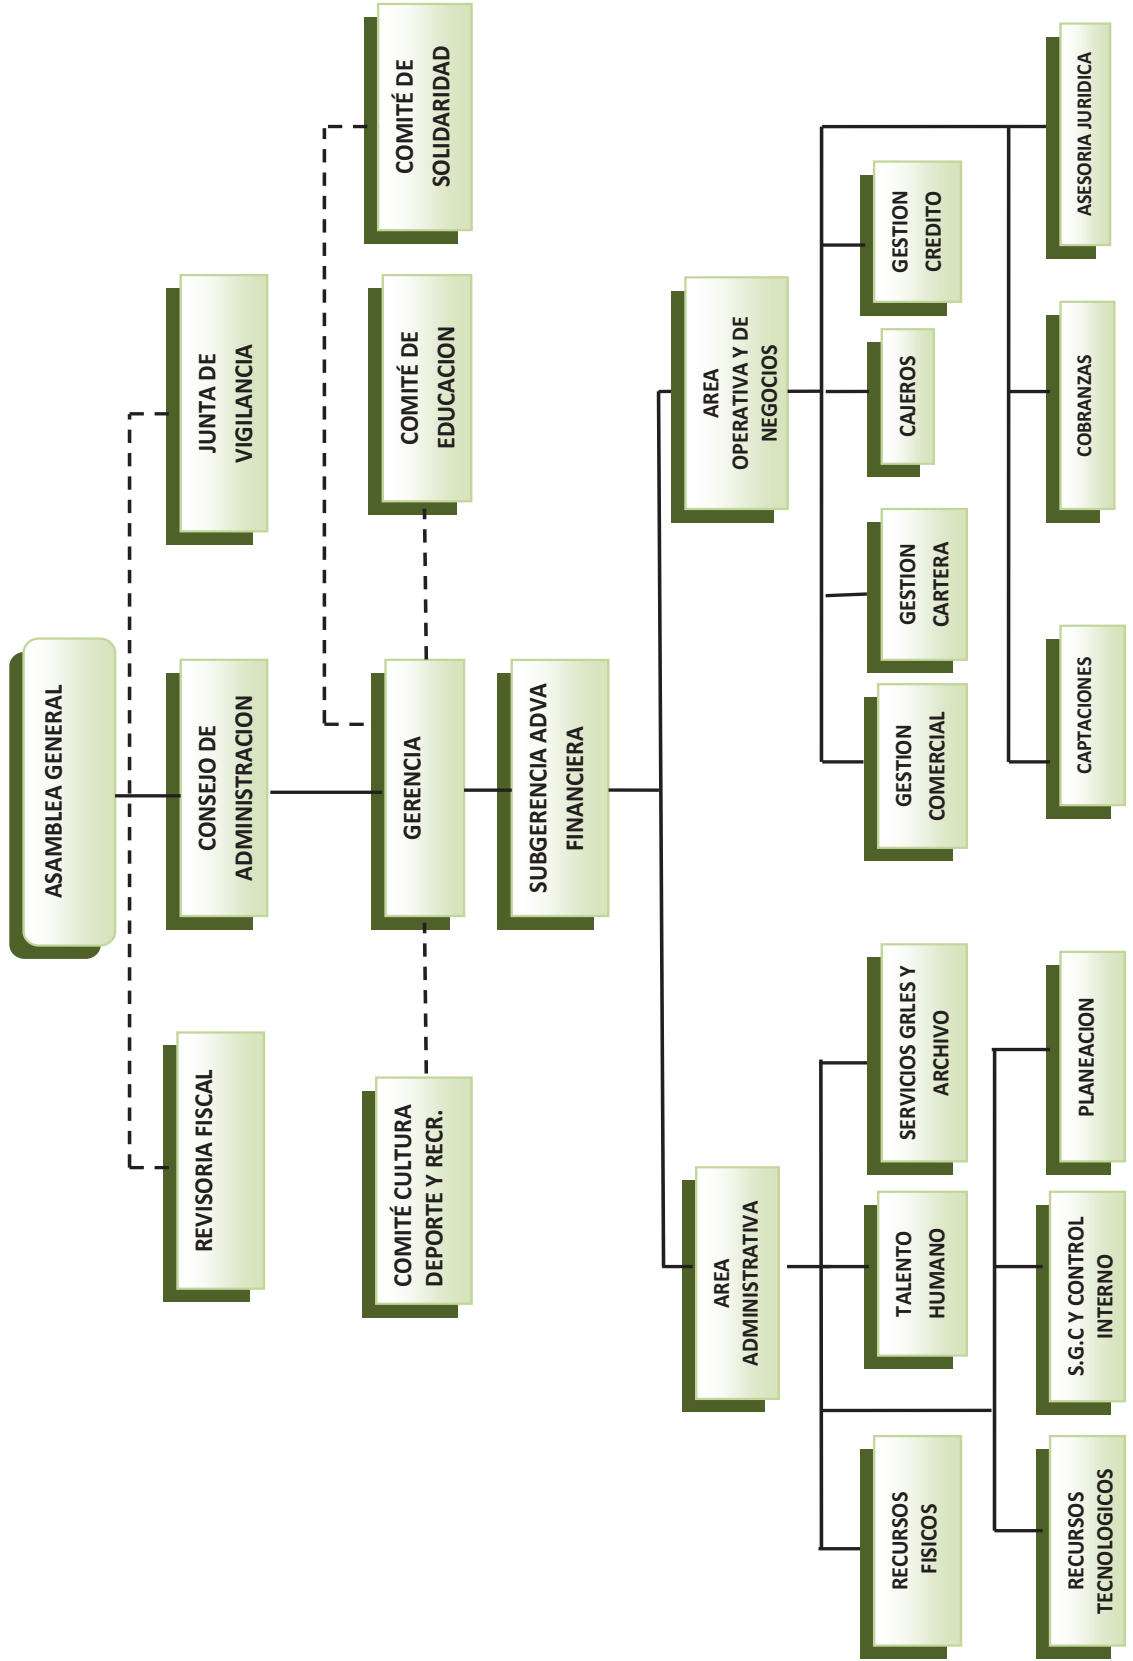 ASAMBLEA GENERAL
REVISORIA FISCAL
CONSEJO DE
ADMINISTRACION
JUNTA DE
VIGILANCIA
COMITÉ CULTURA
DEPORTE Y RECR.
GERENCIA
COMITÉ DE
EDUCACION
COMITÉ DE
SOLIDARIDAD
SUBGERENCIA ADVA
FINANCIERA
AREA
ADMINISTRATIVA
AREA
OPERATIVA Y DE
NEGOCIOS
RECURSOS
FISICOS
TALENTO
HUMANO
SERVICIOS GRLES Y
ARCHIVO
GESTION
COMERCIAL
GESTION
CARTERA
CAJEROS
GESTION
CREDITO
RECURSOS
TECNOLOGICOS
S.G.C Y CONTROL
INTERNO
PLANEACION
CAPTACIONES
COBRANZAS
ASESORIA JURIDICA